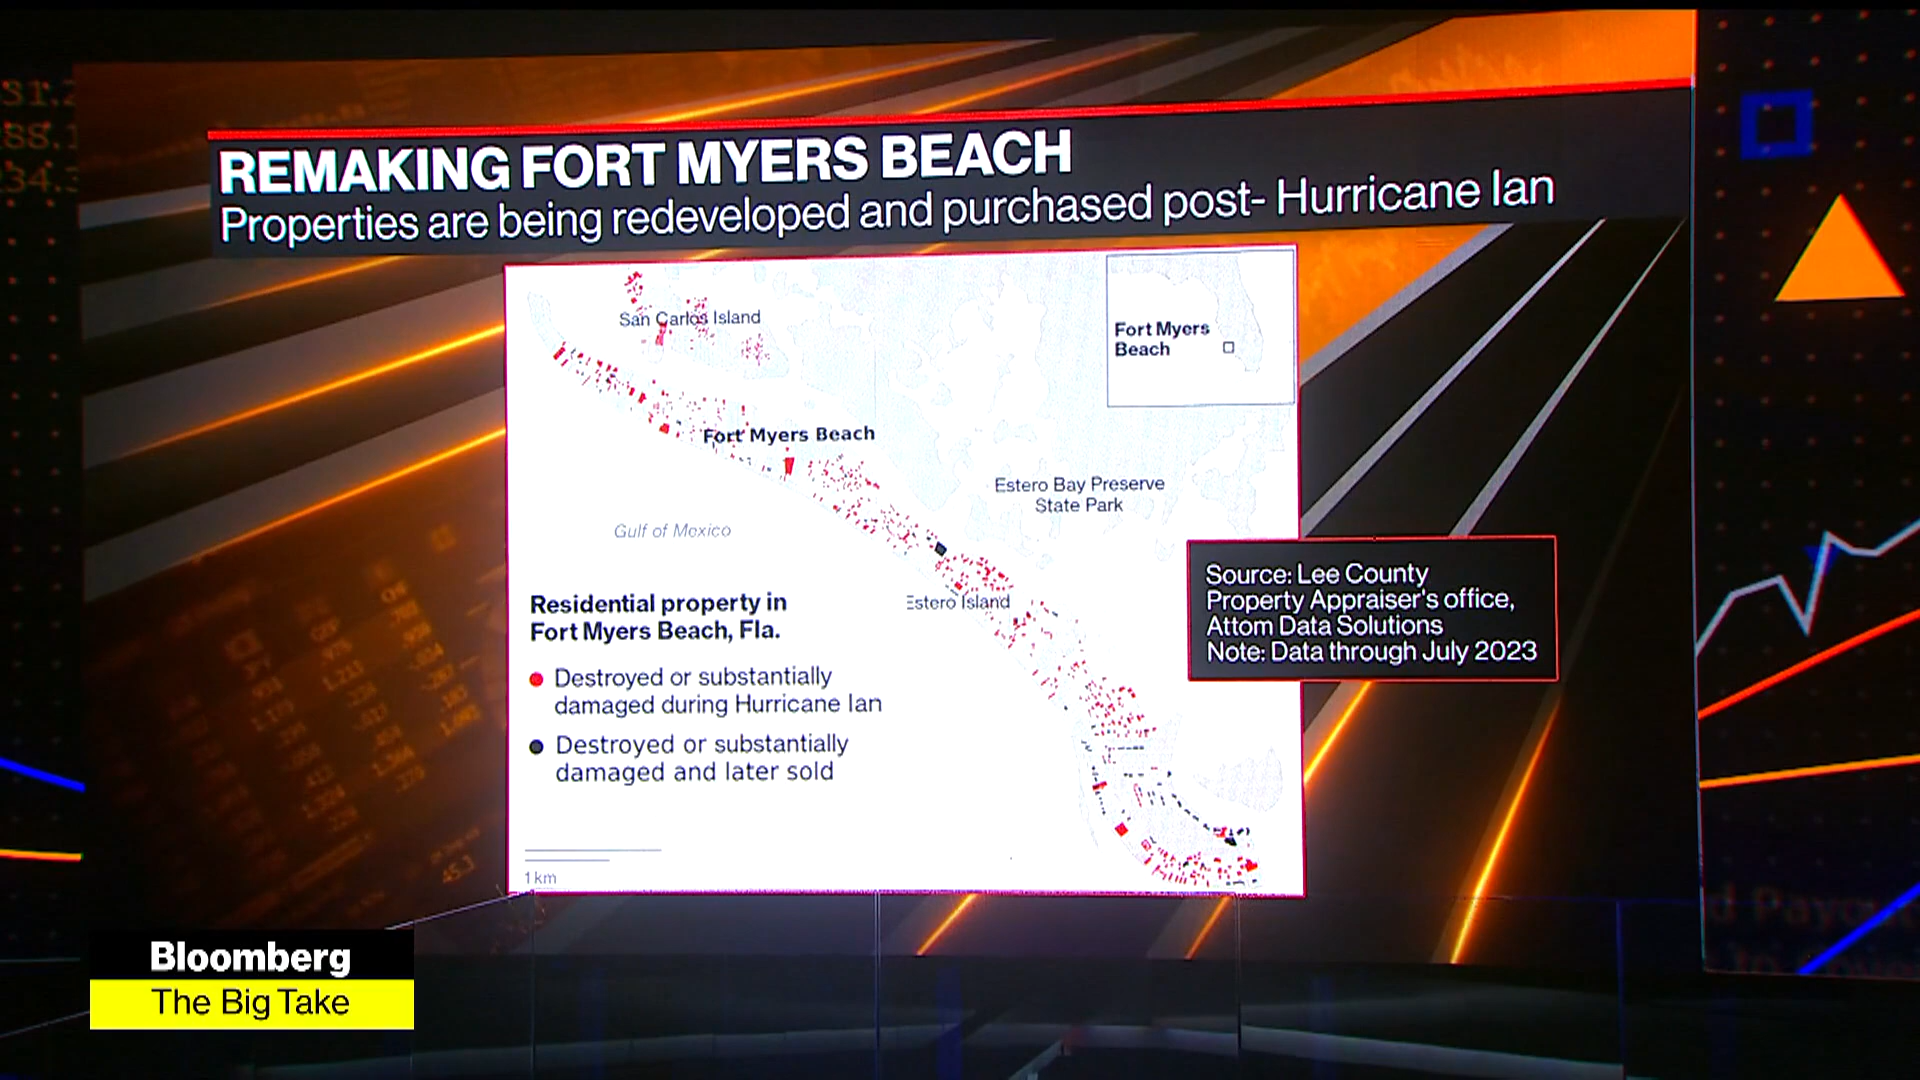 REMAKING FORT MYERS BEACH
Properties are being redeveloped and purchased post- Hurricane Ian
San Carlos Island
Fort Myers
Beach
Fort Myers Beach
Estero Bay Preserve
State Park
Gulf of Mexico
Estero Island
Residential property in
Fort Myers Beach, Fla.
Destroyed or substantially
damaged during Hurricane Ian
Destroyed or substantially
damaged and later sold
1 km
Source: Lee County
Property Appraiser's office,
Attom Data Solutions
Note: Data through July 2023
Bloomberg
The Big Take